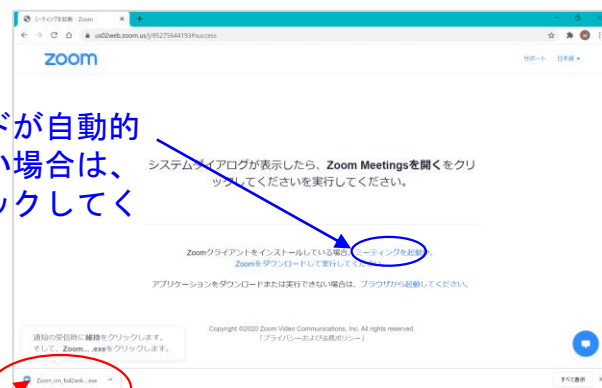 ミーティングを起動 - Zoom
us02web.zoom.us/j/85275644193#success
zoom
サポート 日本語
ドが自動的
い場合は、
ックしてく
システムダイアログが表示したら、Zoom Meetingsを開くをクリ
ックしてくださいを実行してください。
Zoomクライアントをインストールしている場合、ミーティングを起動か、
Zoomをダウンロードして実行してください。
アプリケーションをダウンロードまたは実行できない場合は、ブラウザから起動してください。
Copyright ©2020 Zoom Video Communications, Inc. All rights reserved.
「プライバシーおよび法務ポリシー」
通知の受信時に維持をクリックします。
そして、Zoom... .exeをクリックします。
すべて表示